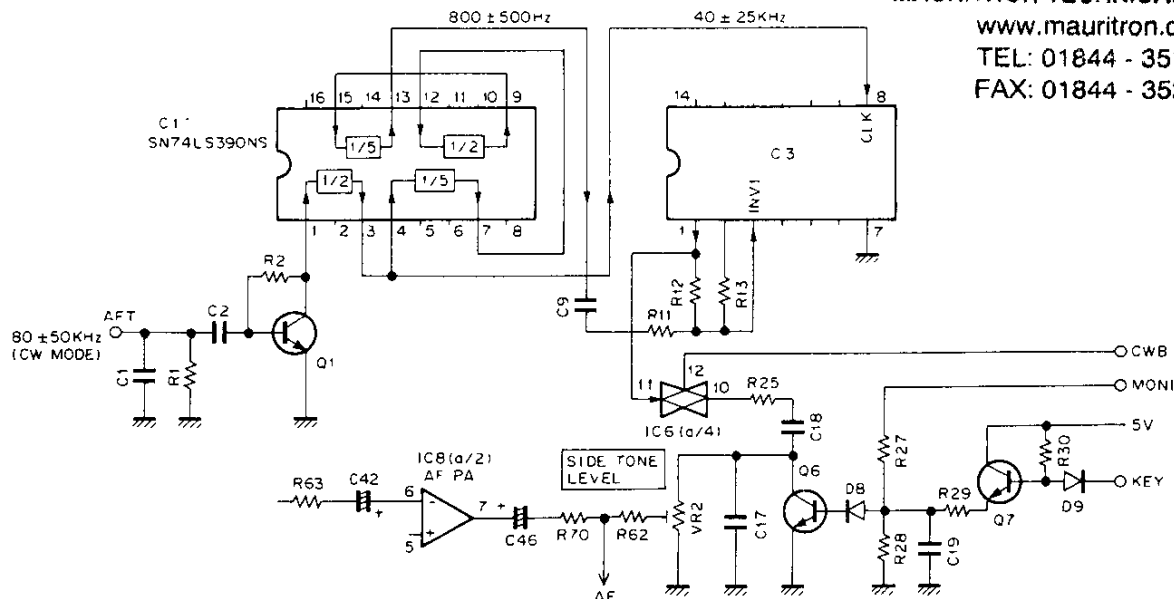 800 ± 500Hz
40 ± 25KHz
www.mauritron.
TEL: 01844 - 35
FAX: 01844 - 35
16 15 14 13 12 11 10 9
SN74LS390NS
1/5
1/2
1/2
1/5
1 2 3 4 5 6 7 8
14
8
CLK
C3
INV1
1
7
R2
AFT
C2
80 ± 50KHz
(CW MODE)
C1
R1
Q1
C9
R11
R12
R13
CWB
MONI
5V
KEY
11
12
10
IC6(a/4)
R25
C18
R27
R30
IC8(a/2)
AF PA
SIDE TONE
LEVEL
Q6
D8
R29
Q7
D9
R63
C42
+
6
-
7
+
5
+
C46
R70
R62
VR2
C17
R28
C19
AF